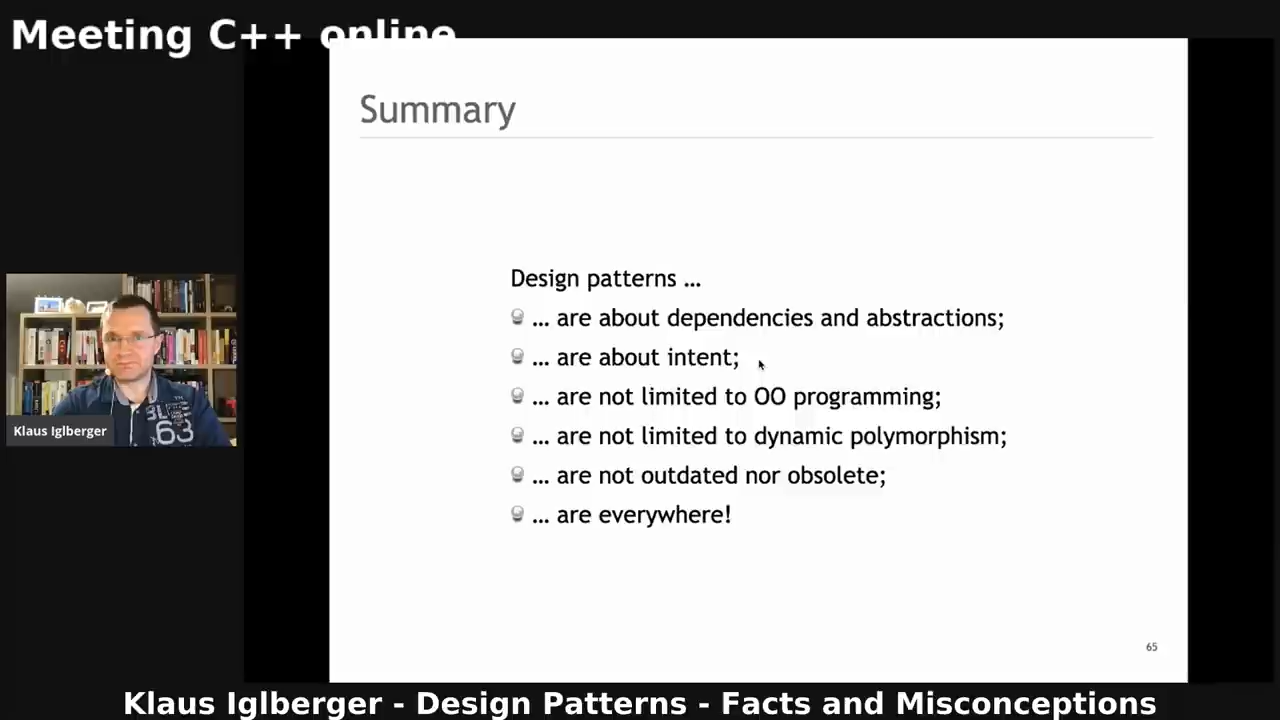 Meeting C++ online
Summary
Design patterns ...
... are about dependencies and abstractions;
... are about intent;
... are not limited to OO programming;
... are not limited to dynamic polymorphism;
... are not outdated nor obsolete;
... are everywhere!
63
Klaus Iglberger
65
Klaus Iglberger - Design Patterns - Facts and Misconceptions